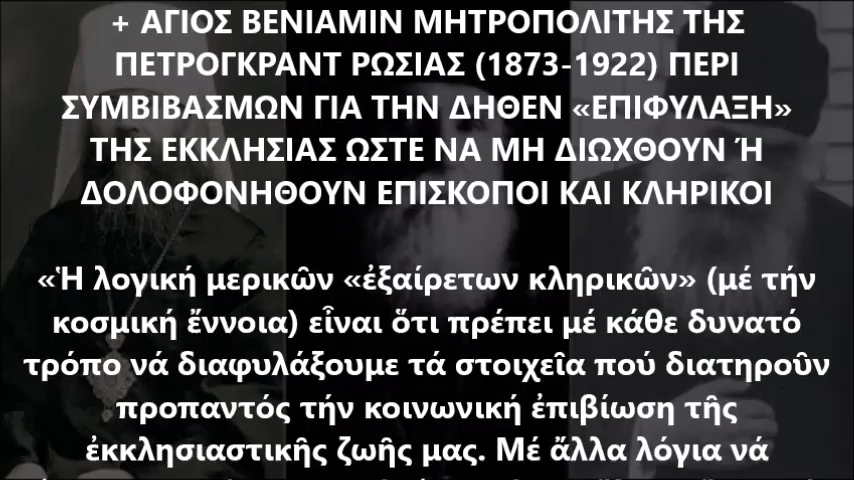 + ΑΓΙΟΣ ΒΕΝΙΑΜΙΝ ΜΗΤΡΟΠΟΛΙΤΗΣ ΤΗΣ
ΠΕΤΡΟΓΚΡΑΝΤ ΡΩΣΙΑΣ (1873-1922) ΠΕΡΙ
ΣΥΜΒΙΒΑΣΜΩΝ ΓΙΑ ΤΗΝ ΔΗΘΕΝ «ΕΠΙΦΥΛΑΞΗ»
ΤΗΣ ΕΚΚΛΗΣΙΑΣ ΩΣΤΕ ΝΑ ΜΗ ΔΙΩΧΘΟΥΝ Ή
ΔΟΛΟΦΟΝΗΘΟΥΝ ΕΠΙΣΚΟΠΟΙ ΚΑΙ ΚΛΗΡΙΚΟΙ
«Ἡ λογική μερικῶν «ἐξαίρετων κληρικῶν» (μέ τήν
κοσμική ἔννοια) εἶναι ὅτι πρέπει μέ κάθε δυνατό
τρόπο νά διαφυλάξουμε τά στοιχεῖα πού διατηροῦν
προπαντός τήν κοινωνική ἐπιβίωση τῆς
ἐκκλησιαστικῆς ζωῆς μας. Μέ ἄλλα λόγια νά